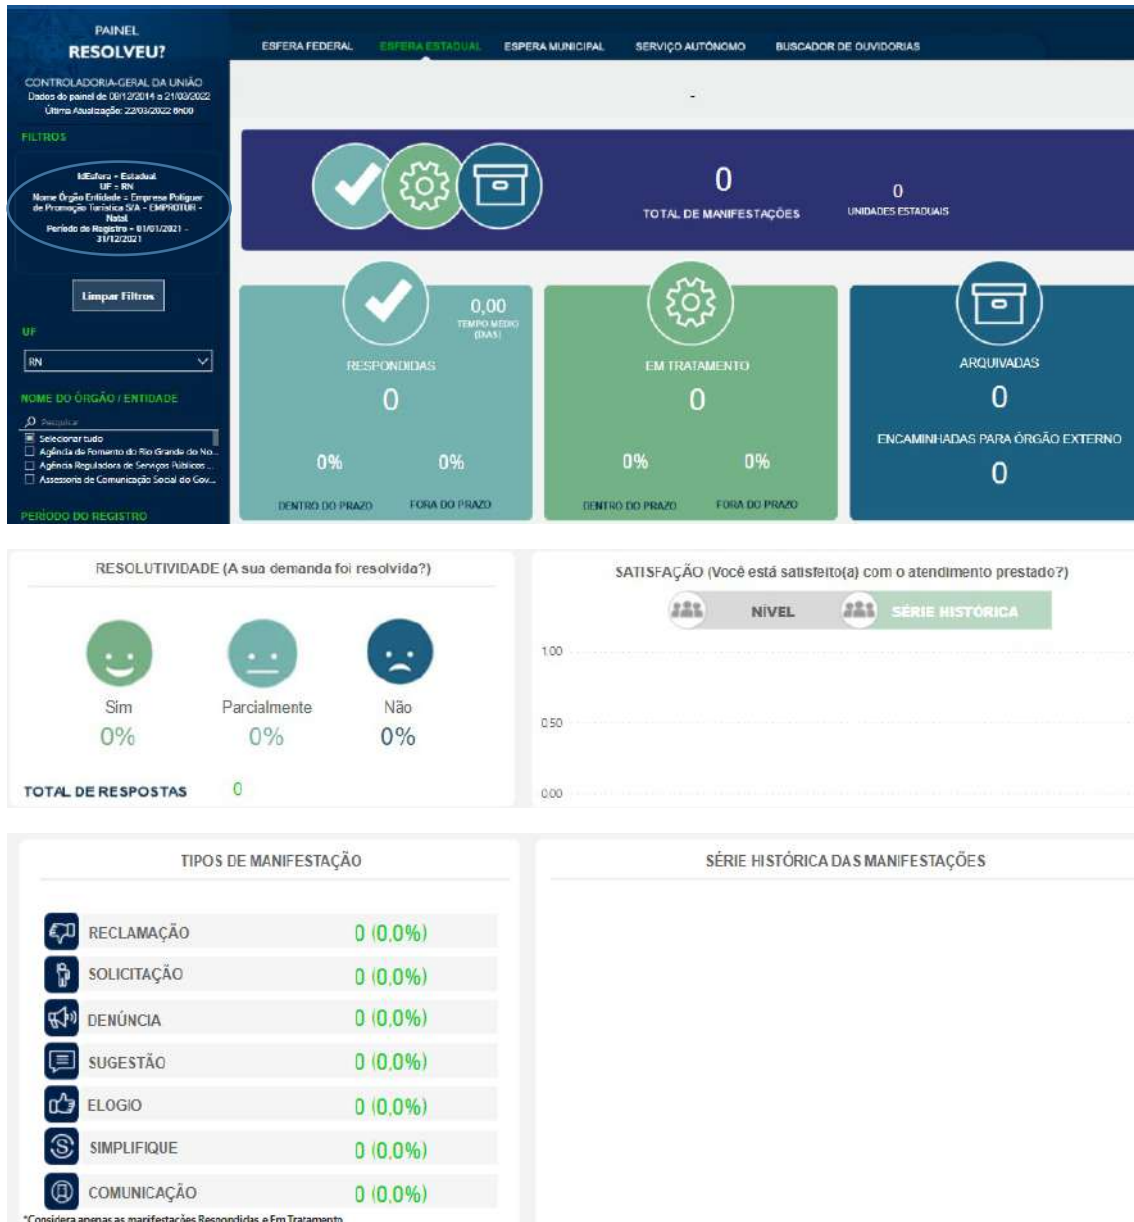 PAINEL
RESOLVEU?
CONTROLADORIA-GERAL DA UNIÃO
Dados do painel de 08/12/2014 a 21/03/2022
Última Atualização: 22/03/2022 6h00
FILTROS
IdEsfera = Estadual
UF = RN
Nome Órgão Entidade = Empresa Potiguar
de Promoção Turística S/A - EMPROTUR -
Natal
Período do Registro = 01/01/2021 -
31/12/2021
Limpar Filtros
UF
RN
NOME DO ÓRGÃO / ENTIDADE
Pesquisar
Selecionar tudo
Agência de Fomento do Rio Grande do No...
Agência Reguladora de Serviços Públicos ...
Assessoria de Comunicação Social do Gov...
PERÍODO DO REGISTRO
ESFERA FEDERAL ESFERA ESTADUAL ESPERA MUNICIPAL SERVIÇO AUTÔNOMO BUSCADOR DE OUVIDORIAS
-
0
TOTAL DE MANIFESTAÇÕES
0
UNIDADES ESTADUAIS
0,00
TEMPO MÉDIO
(DIAS)
RESPONDIDAS
0
0% 0%
DENTRO DO PRAZO FORA DO PRAZO
EM TRATAMENTO
0
0% 0%
DENTRO DO PRAZO FORA DO PRAZO
ARQUIVADAS
0
ENCAMINHADAS PARA ÓRGÃO EXTERNO
0
RESOLUTIVIDADE (A sua demanda foi resolvida?)
Sim Parcialmente Não
0% 0% 0%
TOTAL DE RESPOSTAS 0
SATISFAÇÃO (Você está satisfeito(a) com o atendimento prestado?)
NÍVEL SÉRIE HISTÓRICA
1,00
0,50
0,00
TIPOS DE MANIFESTAÇÃO
RECLAMAÇÃO 0 (0,0%)
SOLICITAÇÃO 0 (0,0%)
DENÚNCIA 0 (0,0%)
SUGESTÃO 0 (0,0%)
ELOGIO 0 (0,0%)
SIMPLIFIQUE 0 (0,0%)
COMUNICAÇÃO 0 (0,0%)
*Considera apenas as manifestações Respondidas e Em Tratamento
SÉRIE HISTÓRICA DAS MANIFESTAÇÕES